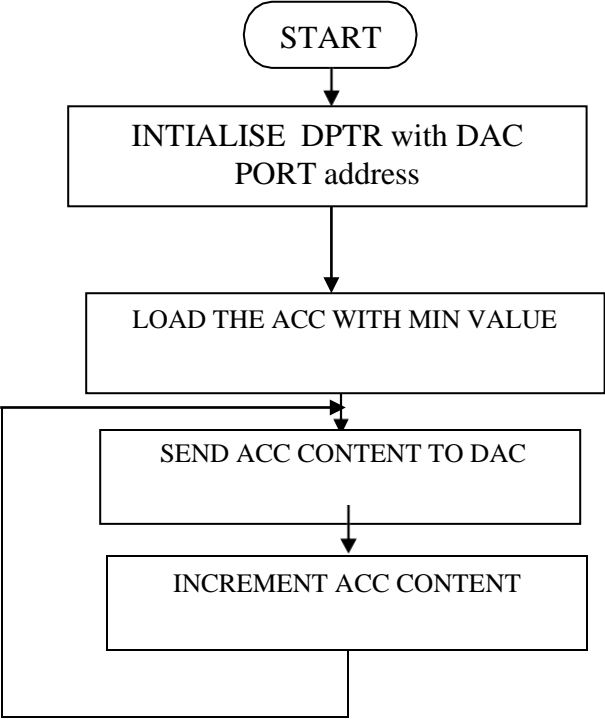 START
INTIALISE DPTR with DAC
PORT address
LOAD THE ACC WITH MIN VALUE
SEND ACC CONTENT TO DAC
INCREMENT ACC CONTENT